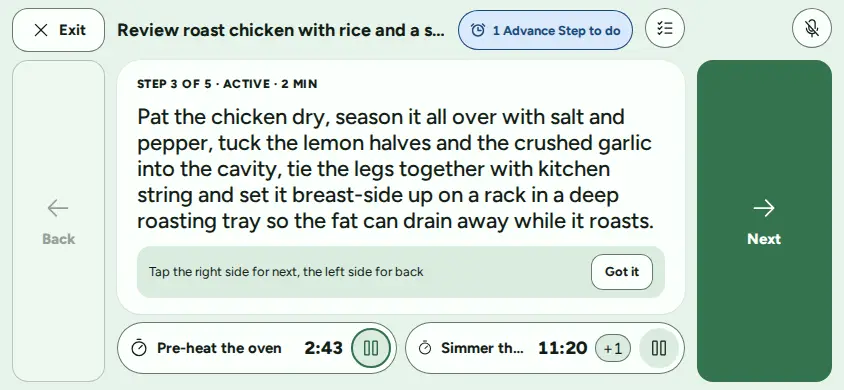 Exit
Review roast chicken with rice and a s...
1 Advance Step to do
Back
STEP 3 OF 5 · ACTIVE · 2 MIN
Pat the chicken dry, season it all over with salt and
pepper, tuck the lemon halves and the crushed garlic
into the cavity, tie the legs together with kitchen
string and set it breast-side up on a rack in a deep
roasting tray so the fat can drain away while it roasts.
Tap the right side for next, the left side for back
Got it
Next
Pre-heat the oven 2:43
Simmer th... 11:20 +1